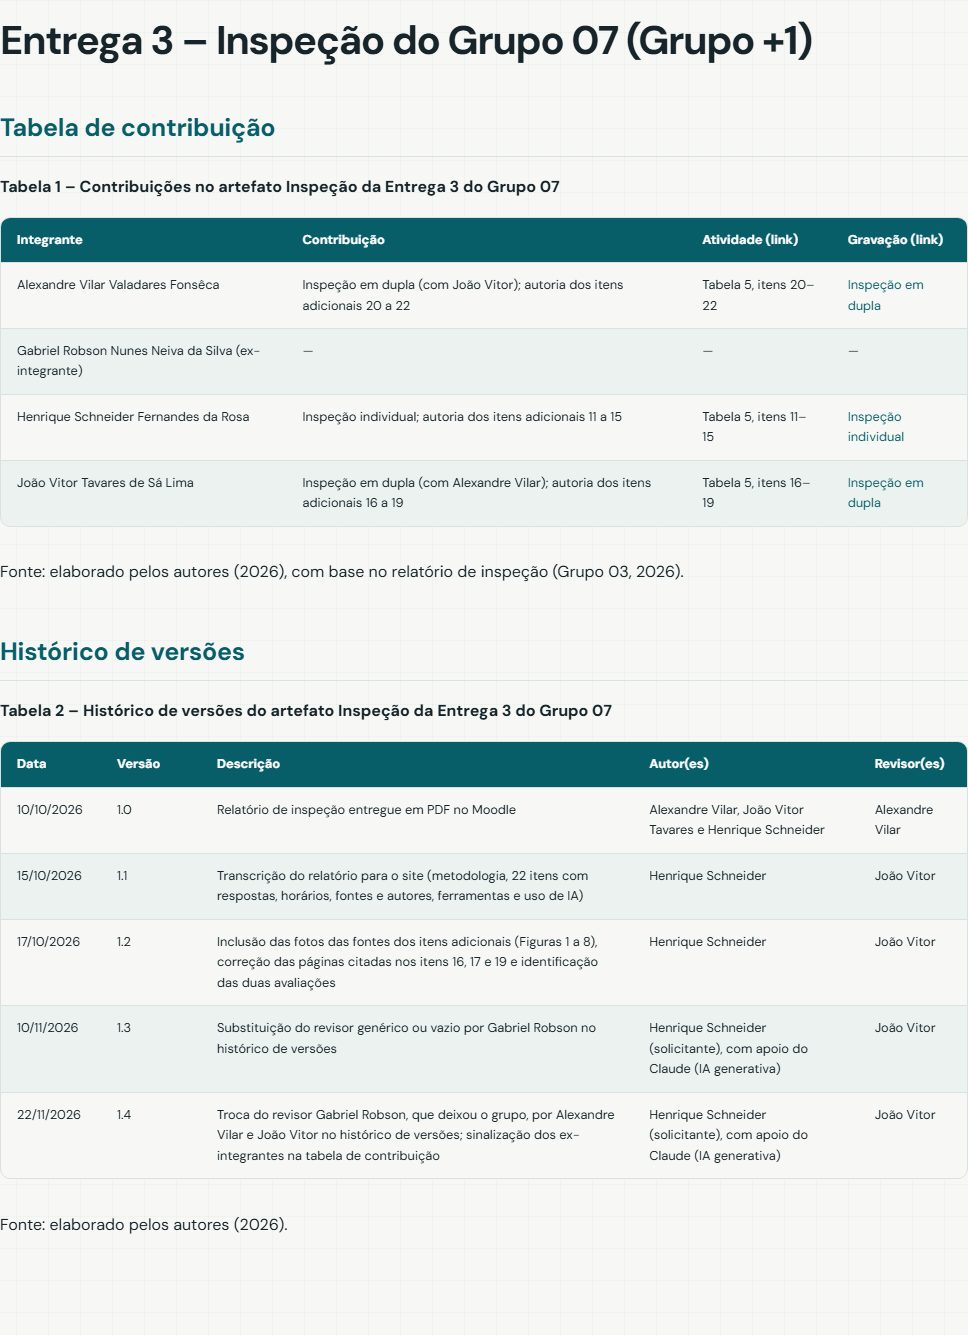 Entrega 3 – Inspeção do Grupo 07 (Grupo +1)
Tabela de contribuição
Tabela 1 – Contribuições no artefato Inspeção da Entrega 3 do Grupo 07
Integrante Contribuição Atividade (link) Gravação (link)
Alexandre Vilar Valadares Fonsêca Inspeção em dupla (com João Vitor); autoria dos itens Tabela 5, itens 20– Inspeção em
adicionais 20 a 22 22 dupla
Gabriel Robson Nunes Neiva da Silva (ex- — — —
integrante)
Henrique Schneider Fernandes da Rosa Inspeção individual; autoria dos itens adicionais 11 a 15 Tabela 5, itens 11– Inspeção
15 individual
João Vitor Tavares de Sá Lima Inspeção em dupla (com Alexandre Vilar); autoria dos itens Tabela 5, itens 16– Inspeção em
adicionais 16 a 19 19 dupla
Fonte: elaborado pelos autores (2026), com base no relatório de inspeção (Grupo 03, 2026).
Histórico de versões
Tabela 2 – Histórico de versões do artefato Inspeção da Entrega 3 do Grupo 07
Data Versão Descrição Autor(es) Revisor(es)
10/10/2026 1.0 Relatório de inspeção entregue em PDF no Moodle Alexandre Vilar, João Vitor Alexandre
Tavares e Henrique Schneider Vilar
15/10/2026 1.1 Transcrição do relatório para o site (metodologia, 22 itens com Henrique Schneider João Vitor
respostas, horários, fontes e autores, ferramentas e uso de IA)
17/10/2026 1.2 Inclusão das fotos das fontes dos itens adicionais (Figuras 1 a 8), Henrique Schneider João Vitor
correção das páginas citadas nos itens 16, 17 e 19 e identificação
das duas avaliações
10/11/2026 1.3 Substituição do revisor genérico ou vazio por Gabriel Robson no Henrique Schneider João Vitor
histórico de versões (solicitante), com apoio do
Claude (IA generativa)
22/11/2026 1.4 Troca do revisor Gabriel Robson, que deixou o grupo, por Alexandre Henrique Schneider João Vitor
Vilar e João Vitor no histórico de versões; sinalização dos ex- (solicitante), com apoio do
integrantes na tabela de contribuição Claude (IA generativa)
Fonte: elaborado pelos autores (2026).